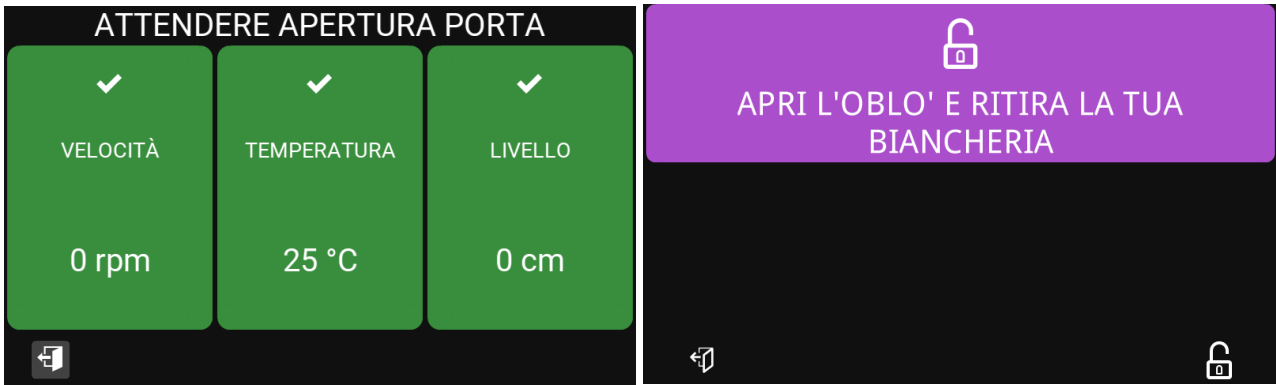 ATTENDERE APERTURA PORTA
VELOCITÀ
TEMPERATURA
LIVELLO
0 rpm
25 °C
0 cm
APRI L'OBLO' E RITIRA LA TUA
BIANCHERIA